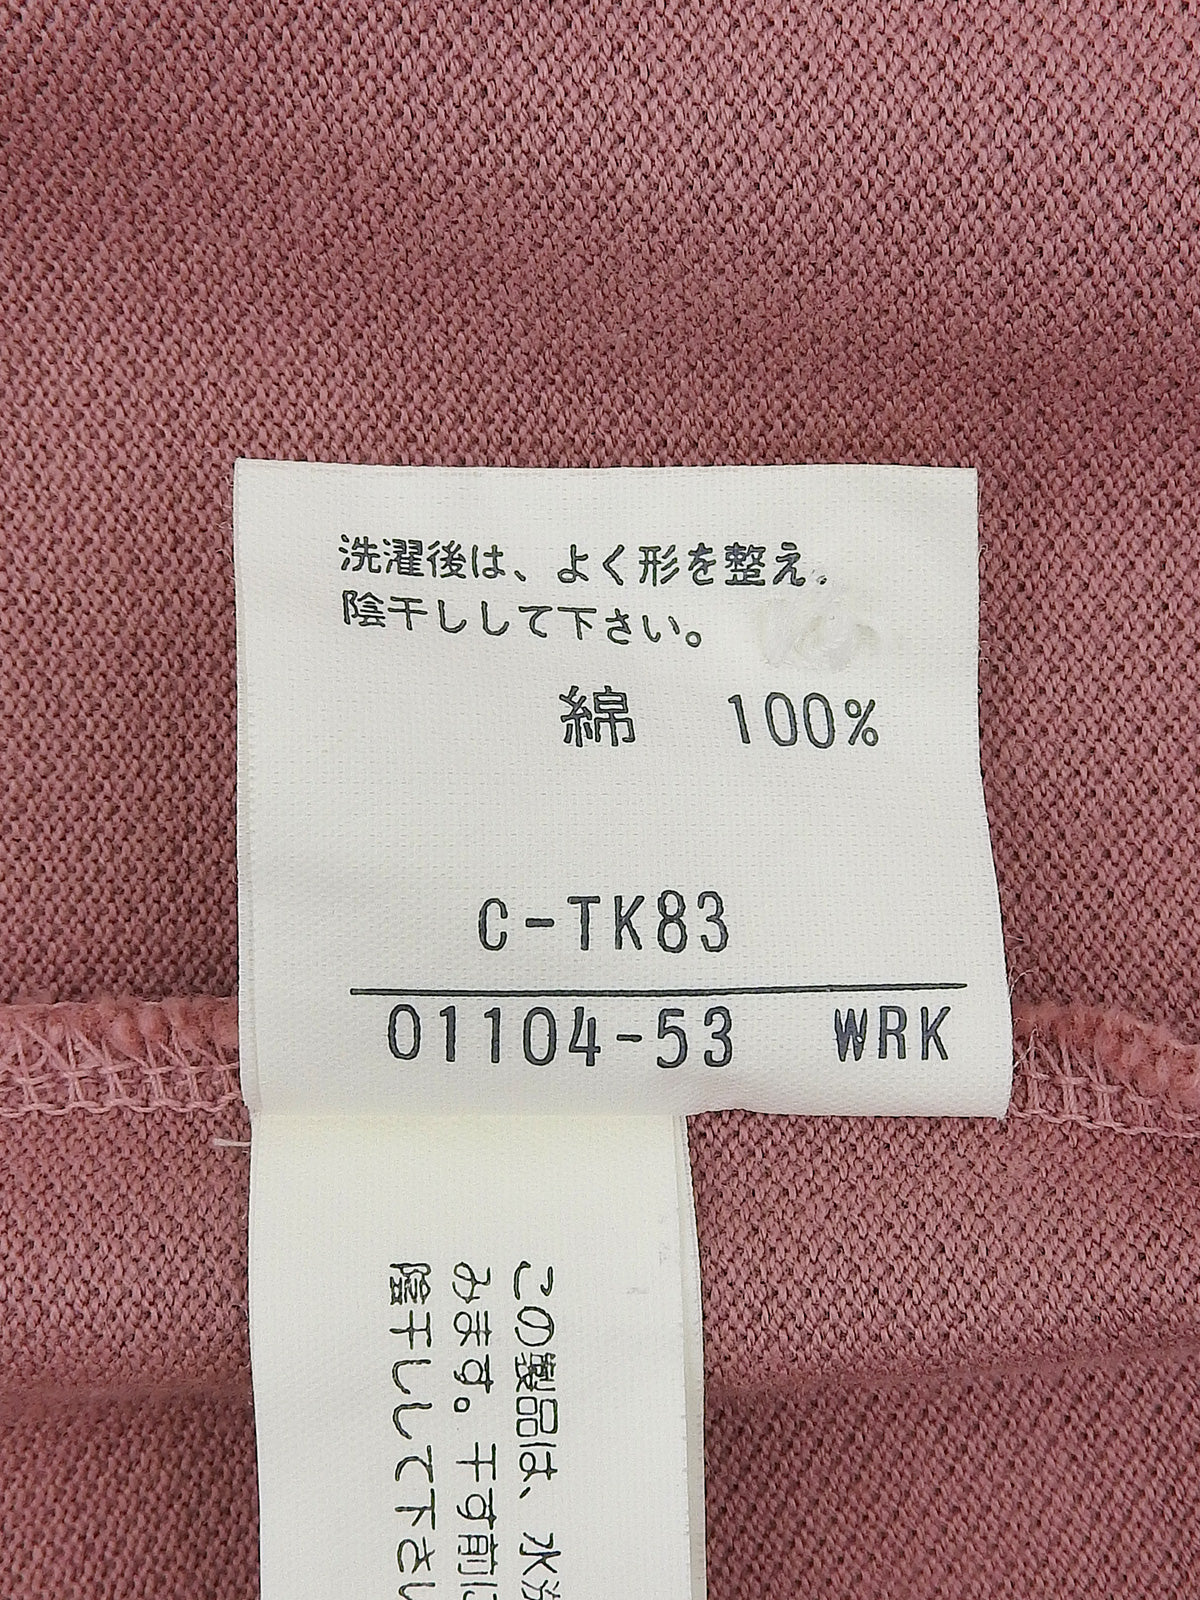 洗濯後は、よく形を整え、
陰干しして下さい。
綿 100%
C-TK83
01104-53 WRK
この製品は、水洗
みます。干す前に
陰干しして下さい